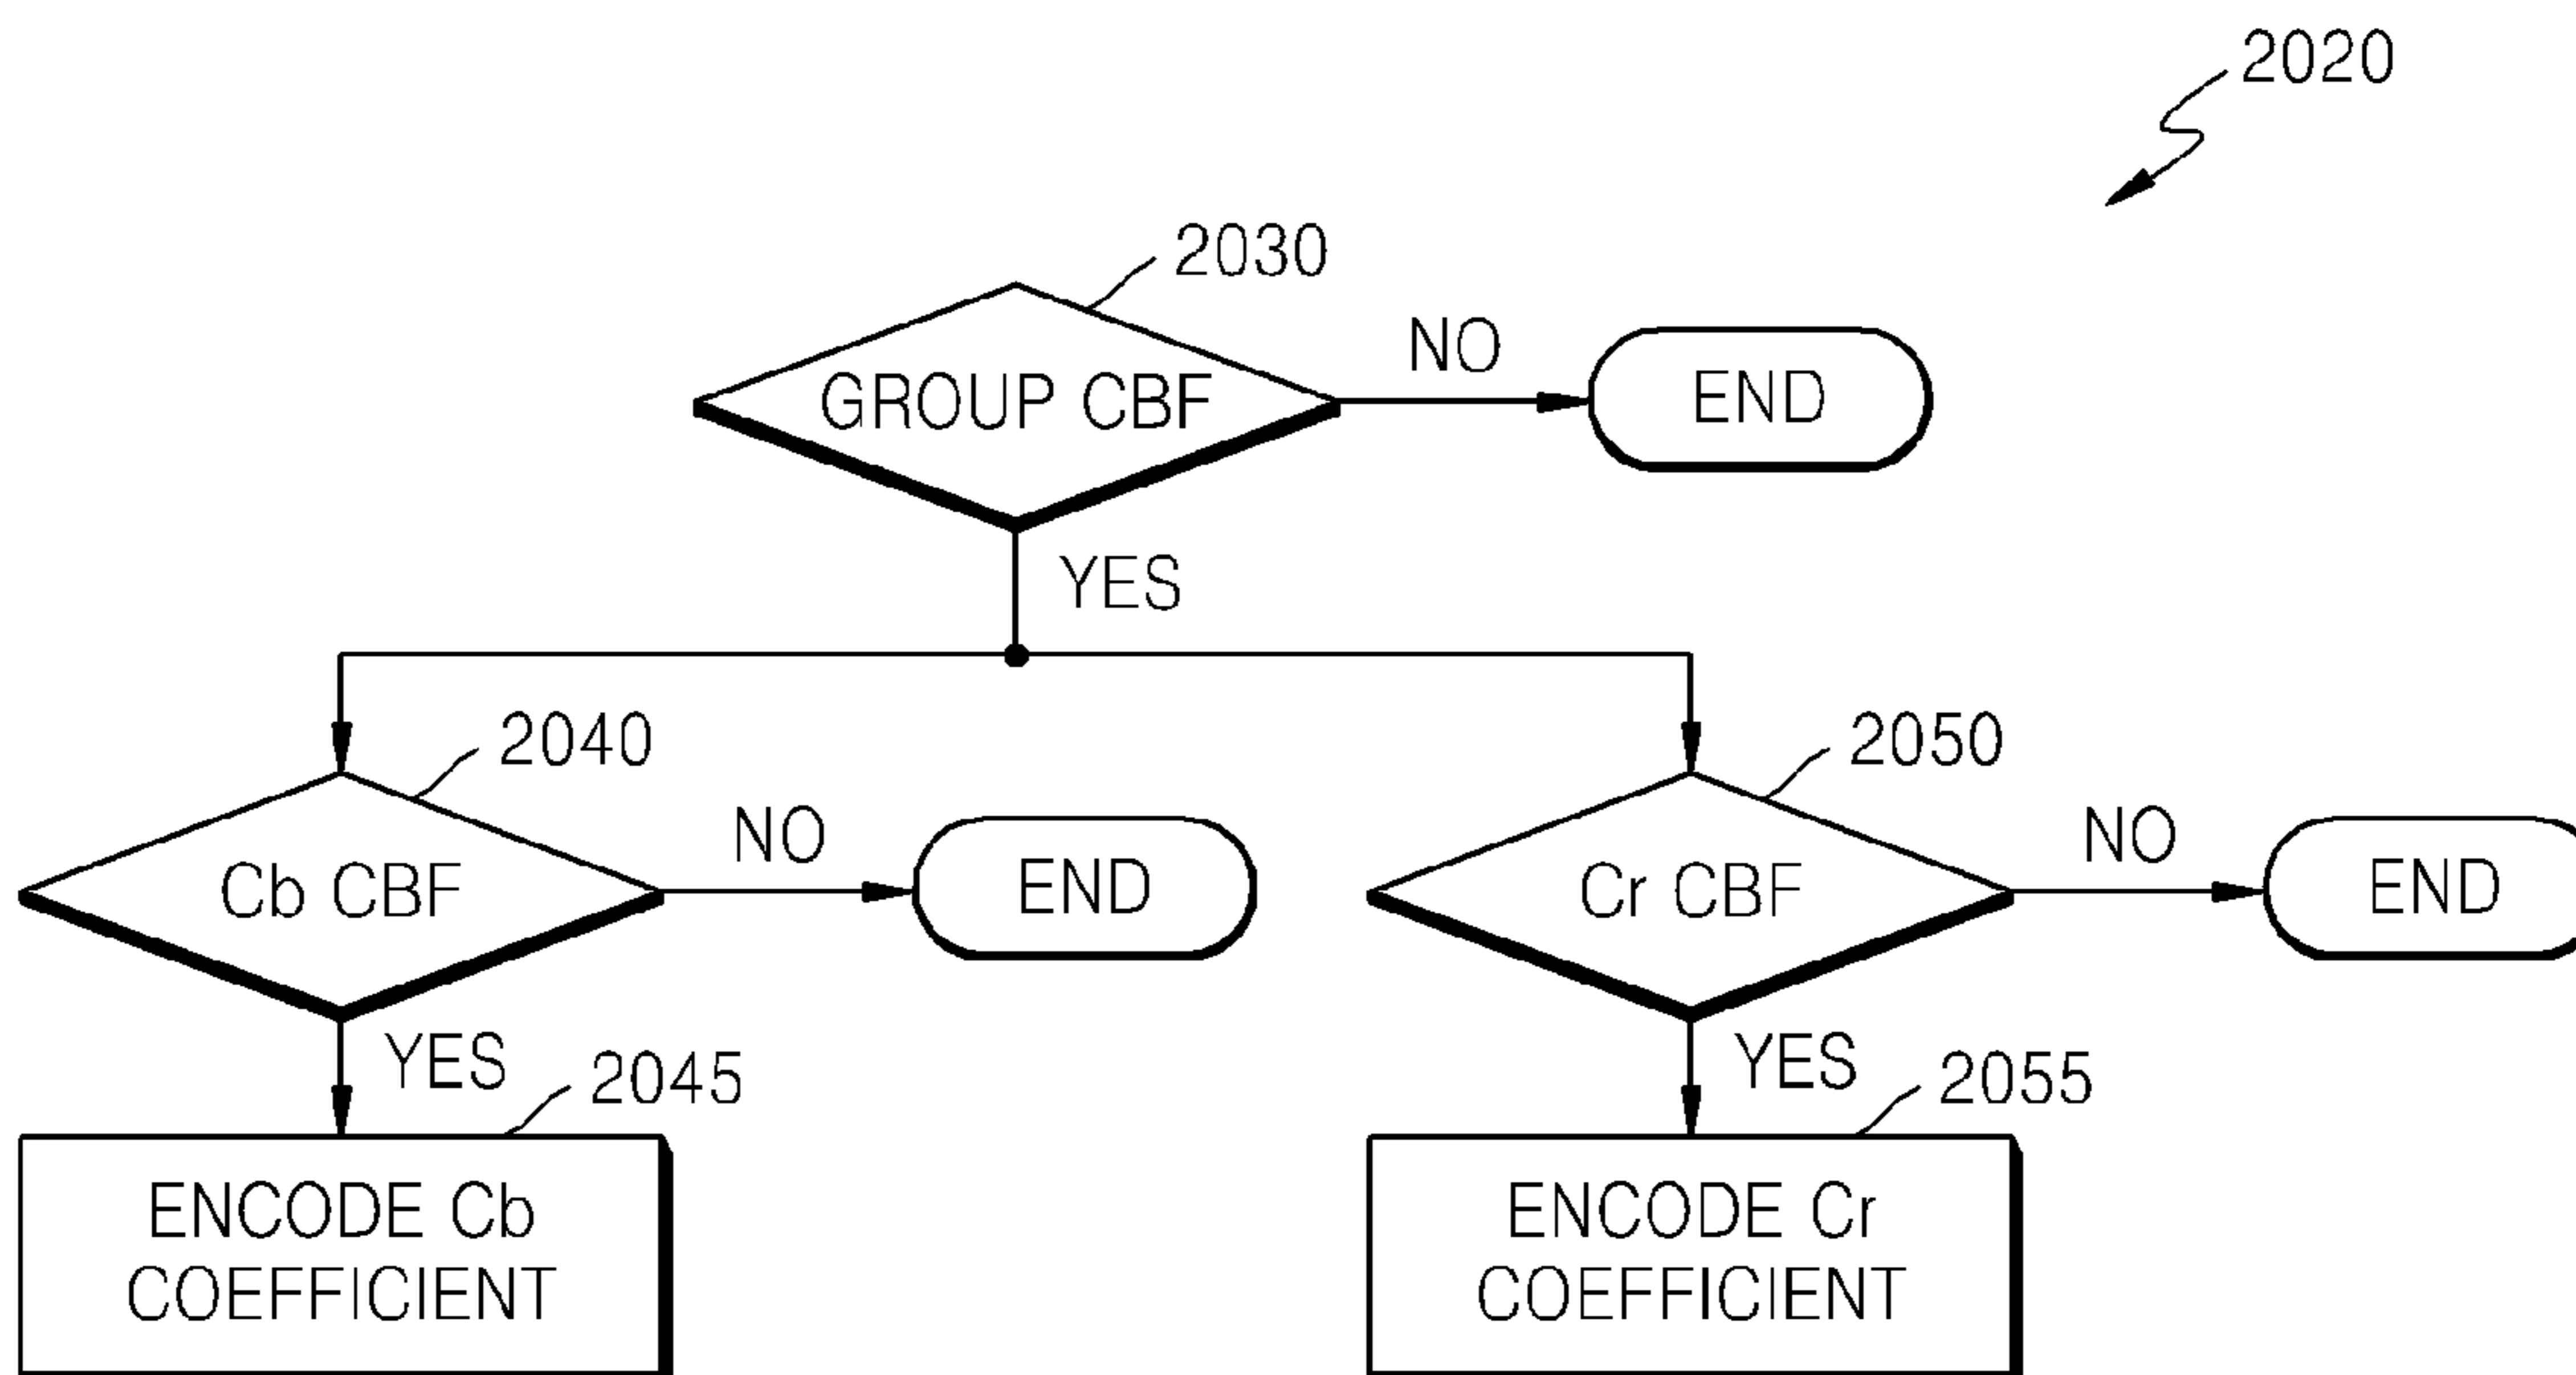 2020
2030
GROUP CBF
NO
END
YES
2040
Cb CBF
NO
END
2050
Cr CBF
NO
END
YES
2045
YES
2055
ENCODE Cb
COEFFICIENT
ENCODE Cr
COEFFICIENT